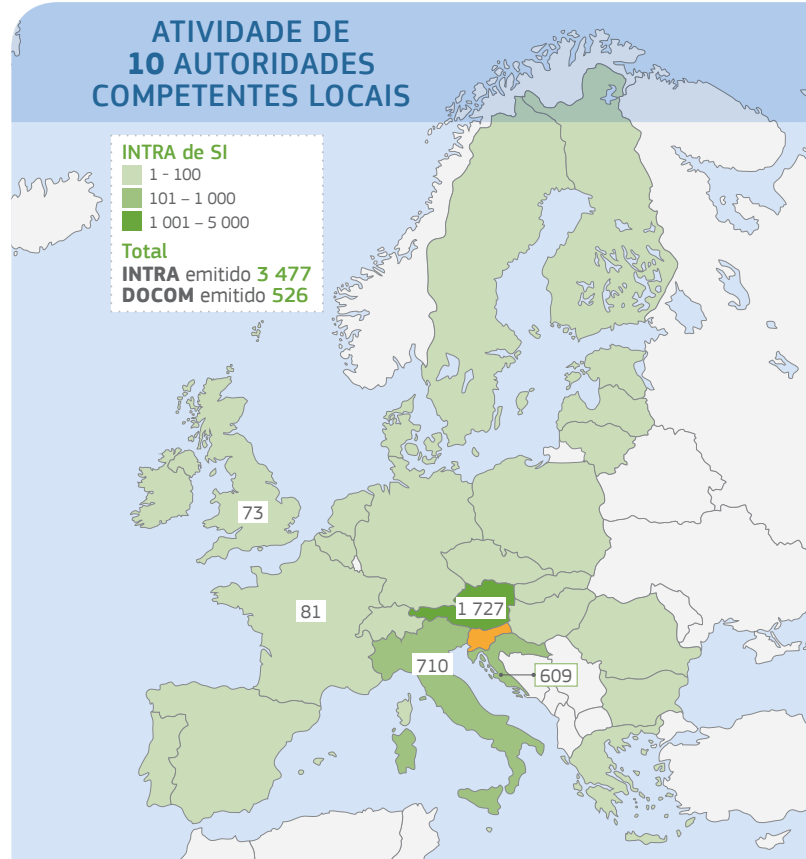 ATIVIDADE DE
10 AUTORIDADES
COMPETENTES LOCAIS
INTRA de SI
1 - 100
101 – 1 000
1 001 – 5 000
Total
INTRA emitido 3 477
DOCOM emitido 526
73
81
1 727
710
609